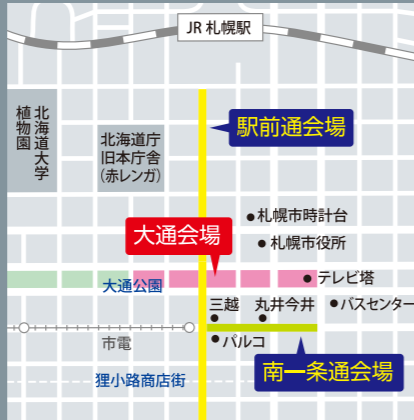 JR 札幌駅
駅前通会場
北海道大学
植物園
北海道庁
旧本庁舎
(赤レンガ)
札幌市時計台
札幌市役所
大通会場
テレビ塔
大通公園
三越
丸井今井
バスセンター
パルコ
市電
南一条通会場
狸小路商店街